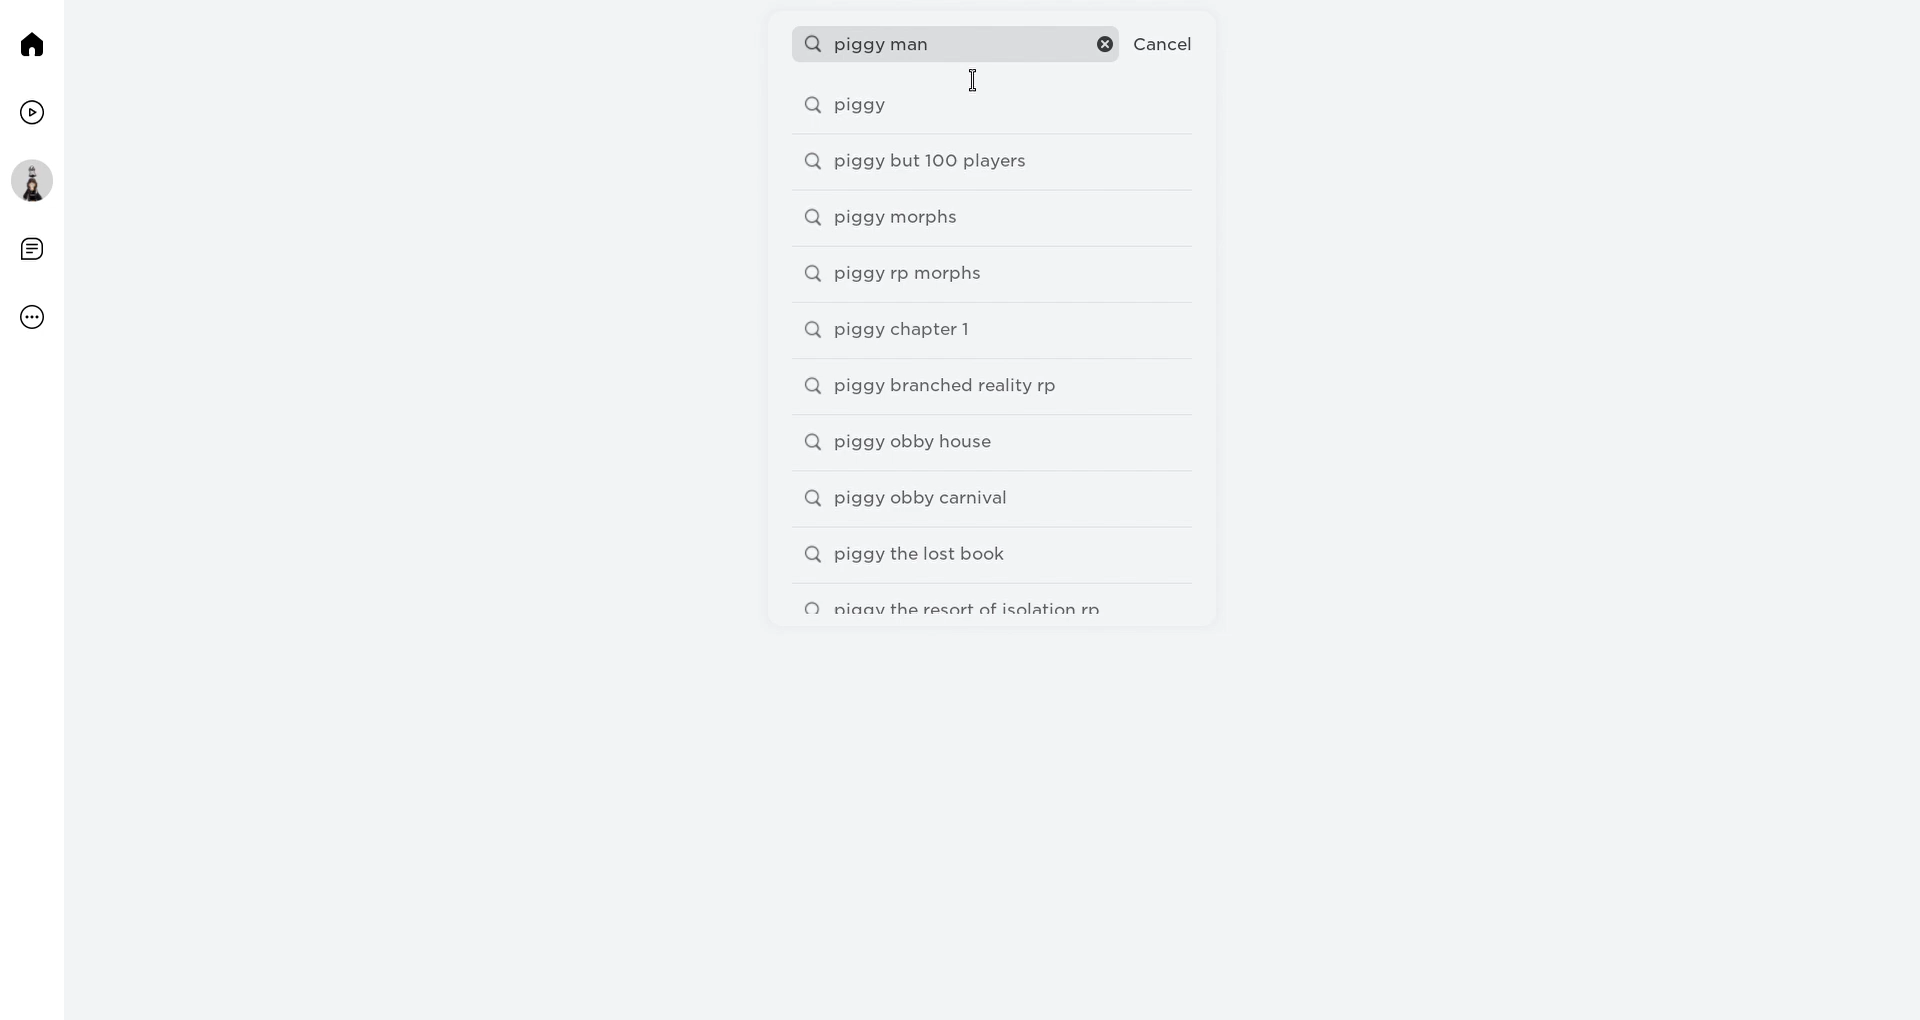 piggy man
Cancel
piggy
piggy but 100 players
piggy morphs
piggy rp morphs
piggy chapter 1
piggy branched reality rp
piggy obby house
piggy obby carnival
piggy the lost book
piggy the resort of isolation rp